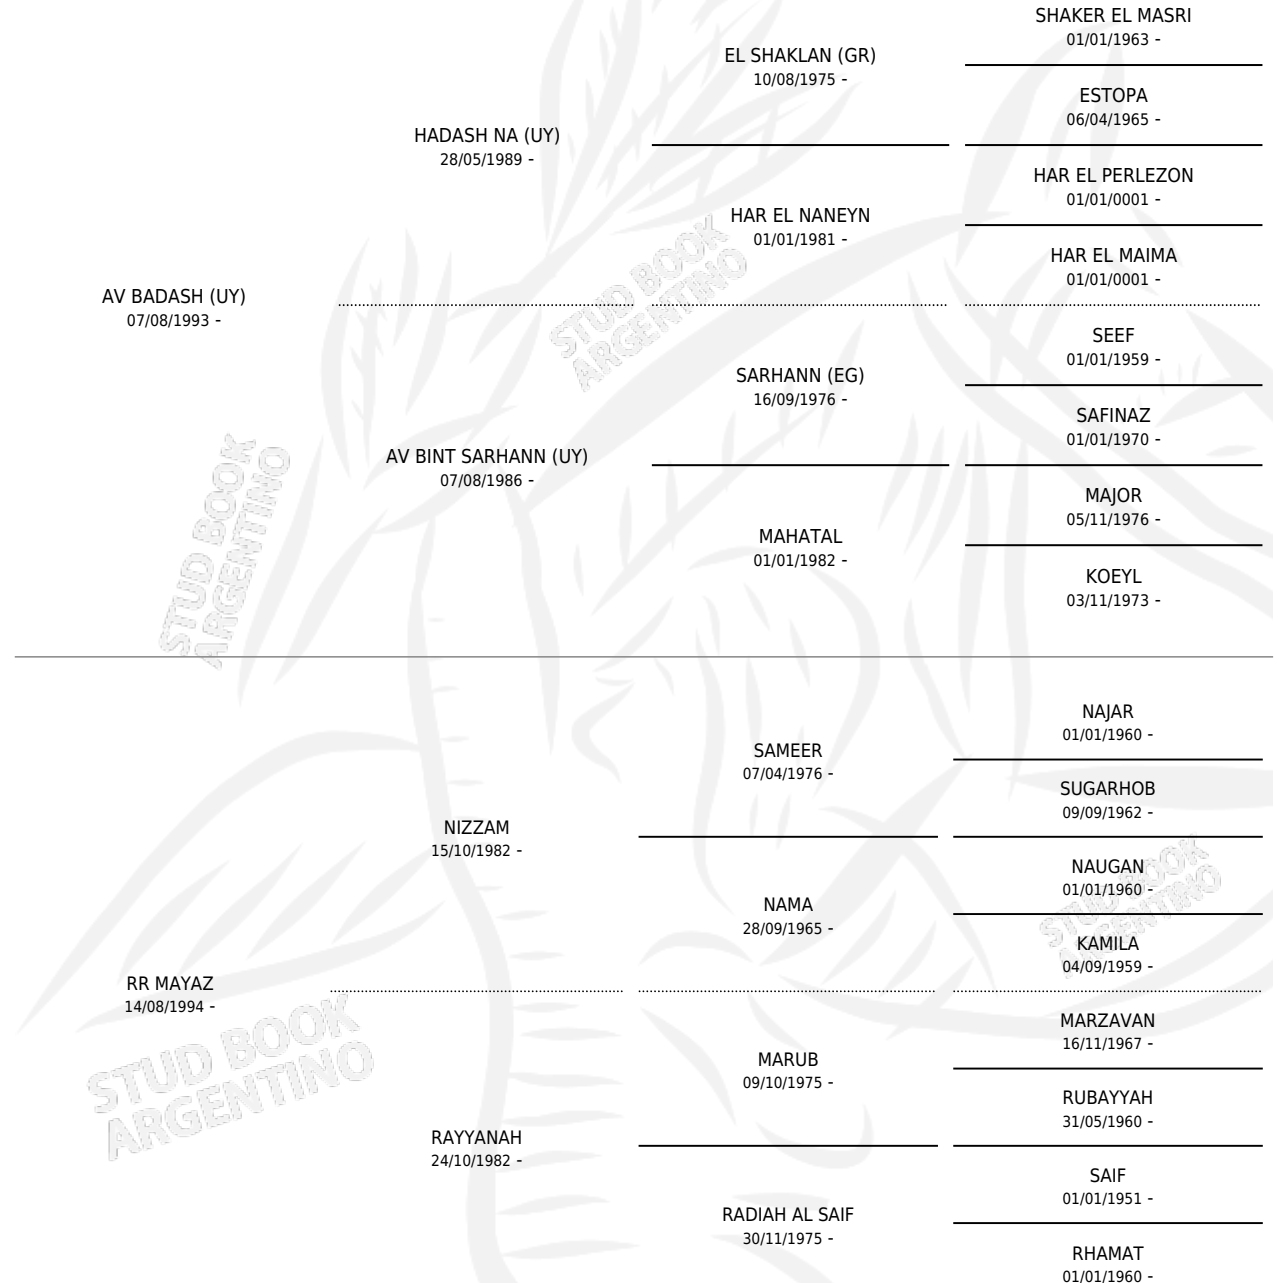 SHAKER EL MASRI
01/01/1963 -
EL SHAKLAN (GR)
10/08/1975 -
ESTOPA
06/04/1965 -
HADASH NA (UY)
28/05/1989 -
HAR EL PERLEZON
01/01/0001 -
HAR EL NANEYN
01/01/1981 -
HAR EL MAIMA
01/01/0001 -
AV BADASH (UY)
07/08/1993 -
SEEF
01/01/1959 -
SARHANN (EG)
16/09/1976 -
SAFINAZ
01/01/1970 -
AV BINT SARHANN (UY)
07/08/1986 -
MAJOR
05/11/1976 -
MAHATAL
01/01/1982 -
KOEYL
03/11/1973 -
NAJAR
01/01/1960 -
SAMEER
07/04/1976 -
SUGARHOB
09/09/1962 -
NIZZAM
15/10/1982 -
NAUGAN
01/01/1960 -
NAMA
28/09/1965 -
KAMILA
04/09/1959 -
RR MAYAZ
14/08/1994 -
MARZAVAN
16/11/1967 -
MARUB
09/10/1975 -
RUBAYYAH
31/05/1960 -
RAYYANAH
24/10/1982 -
SAIF
01/01/1951 -
RADIAH AL SAIF
30/11/1975 -
RHAMAT
01/01/1960 -
STUD BOOK
ARGENTINO
STUD BOOK
ARGENTINO
STUD BOOK
ARGENTINO
STUD BOOK
ARGENTINO